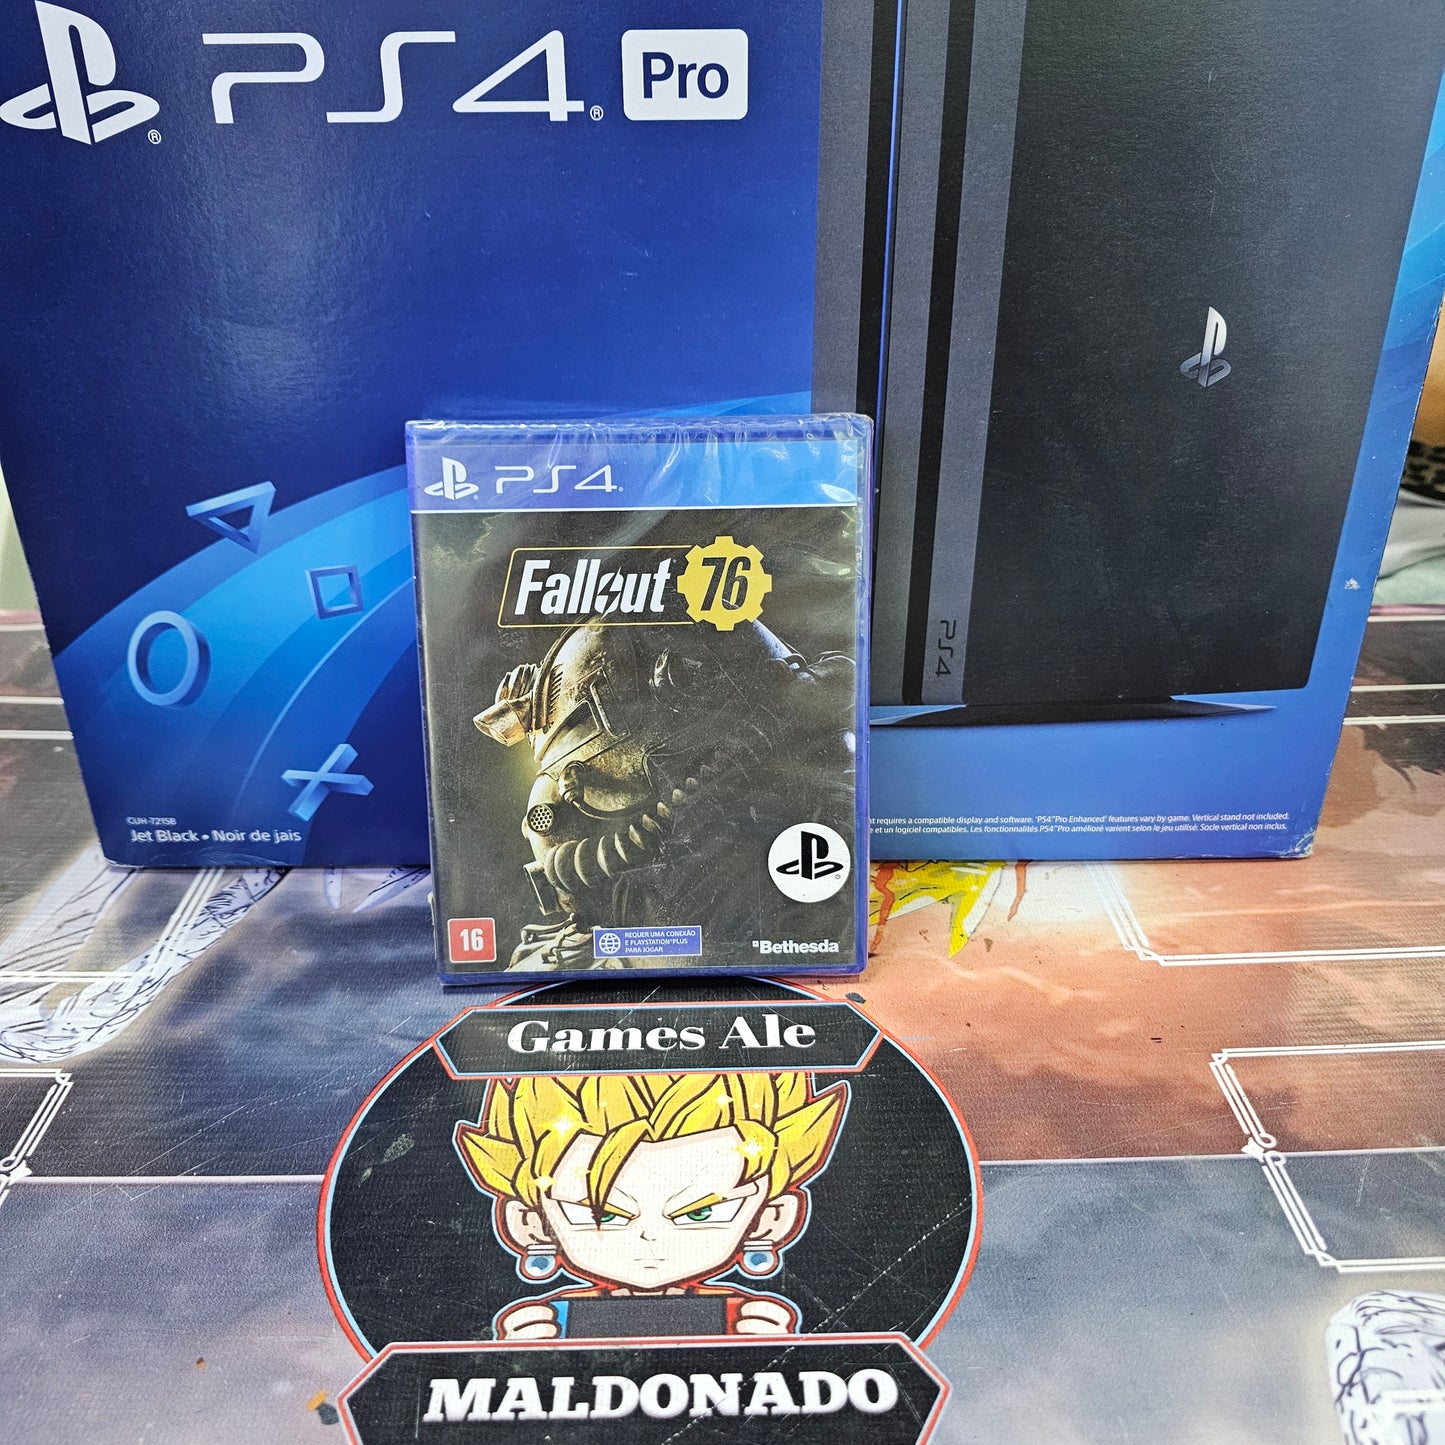 PS4® Pro
PS4
CUH-7215B
Jet Black • Noir de jais
requires a compatible display and software. 'PS4™Pro Enhanced' features vary by game. Vertical stand not included.
et un logiciel compatibles. Les fonctionnalités PS4™Pro amélioré varient selon le jeu utilisé. Socle vertical non inclus.
PS4
Fallout 76
16
REQUER UMA CONEXÃO
E PLAYSTATION®PLUS
PARA JOGAR
Bethesda
Games Ale
MALDONADO